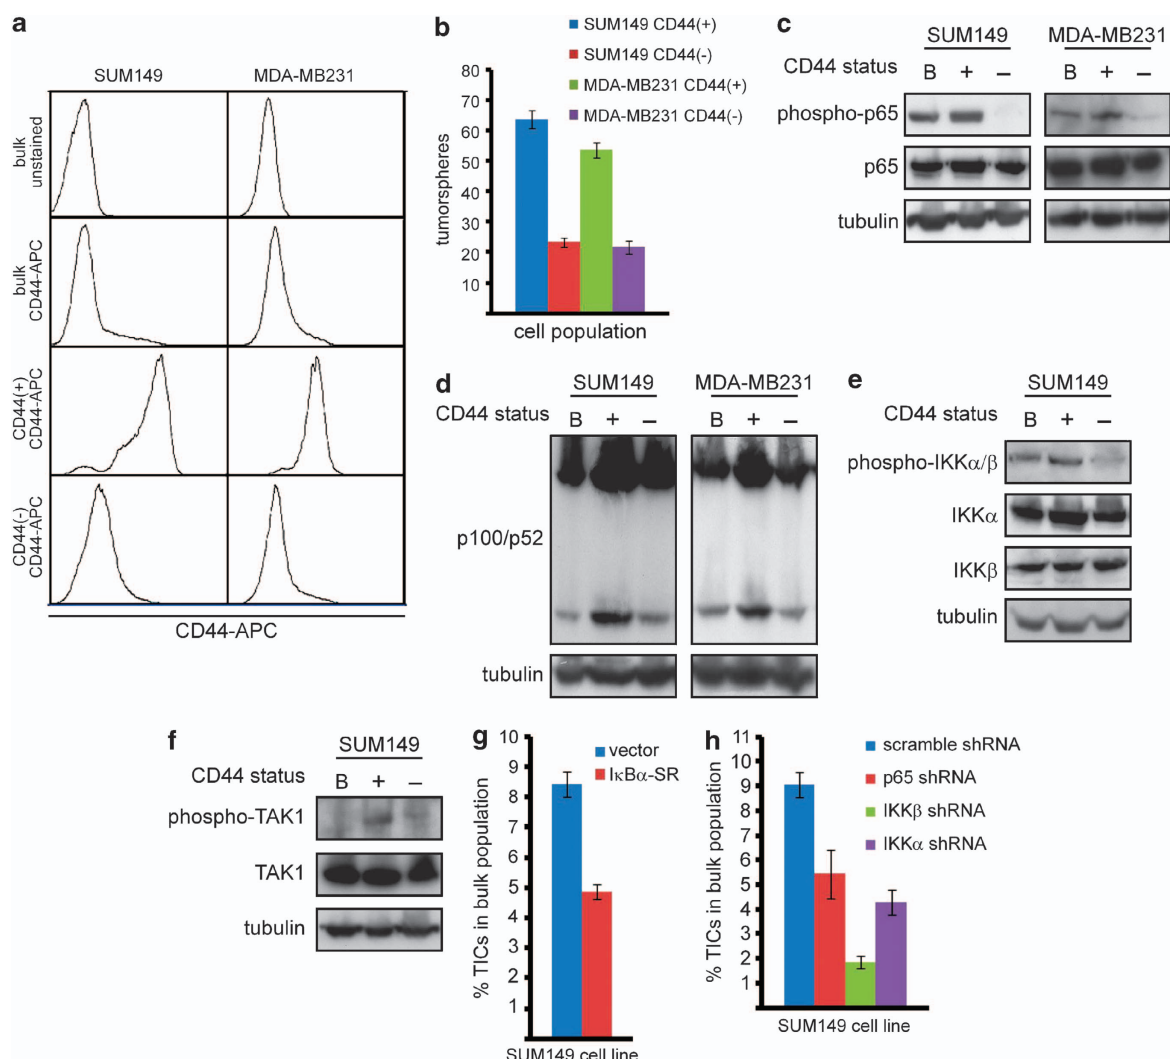 a
SUM149
MDA-MB231
bulk
unstained
bulk
CD44-APC
CD44(+)
CD44-APC
CD44(-)
CD44-APC
CD44-APC
b
SUM149 CD44(+)
SUM149 CD44(-)
MDA-MB231 CD44(+)
MDA-MB231 CD44(-)
80
70
60
50
40
30
20
10
tumorspheres
cell population
c
SUM149
MDA-MB231
CD44 status
B + –
B + –
phospho-p65
p65
tubulin
d
SUM149
MDA-MB231
CD44 status
B + –
B + –
p100/p52
tubulin
e
SUM149
CD44 status
B + –
phospho-IKKα/β
IKKα
IKKβ
tubulin
f
SUM149
CD44 status
B + –
phospho-TAK1
TAK1
tubulin
g
vector
IκBα-SR
10
9
8
7
6
5
4
3
2
1
% TICs in bulk population
SUM149 cell line
h
scramble shRNA
p65 shRNA
IKKβ shRNA
IKKα shRNA
11
10
9
8
7
6
5
4
3
2
1
% TICs in bulk population
SUM149 cell line